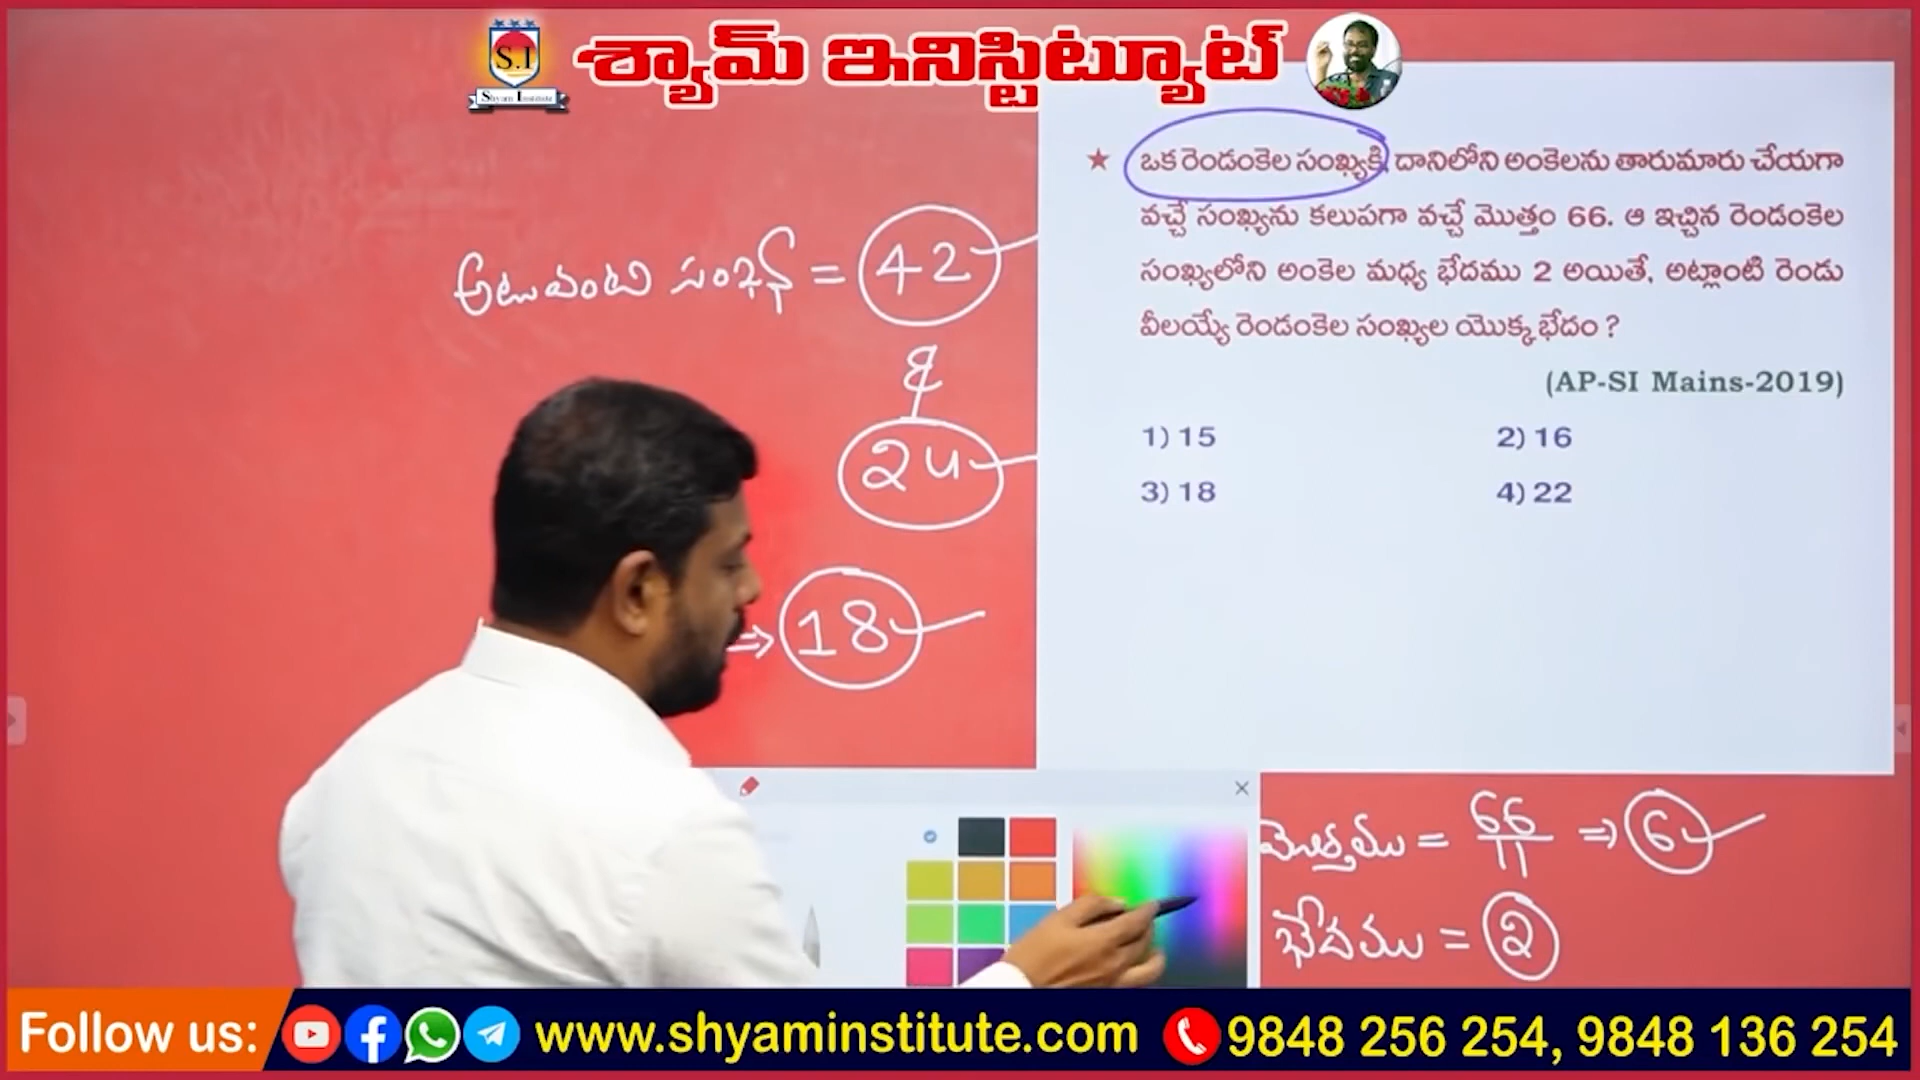 S.I
Shyam Institute
శ్యామ్ ఇనిస్టిట్యూట్
★ ఒక రెండంకెల సంఖ్యకి దానిలోని అంకెలను తారుమారు చేయగా
వచ్చే సంఖ్యను కలుపగా వచ్చే మొత్తం 66. ఆ ఇచ్చిన రెండంకెల
సంఖ్యలోని అంకెల మధ్య భేదము 2 అయితే, అట్లాంటి రెండు
వీలయ్యే రెండంకెల సంఖ్యల యొక్క భేదం ?
(AP-SI Mains-2019)
1) 15 2) 16
3) 18 4) 22
అటువంటి సంఖ్య = 42
&
24
⇒ 18
మొత్తము = 66/11 ⇒ 6
భేదము = 2
Follow us: www.shyaminstitute.com 9848 256 254, 9848 136 254